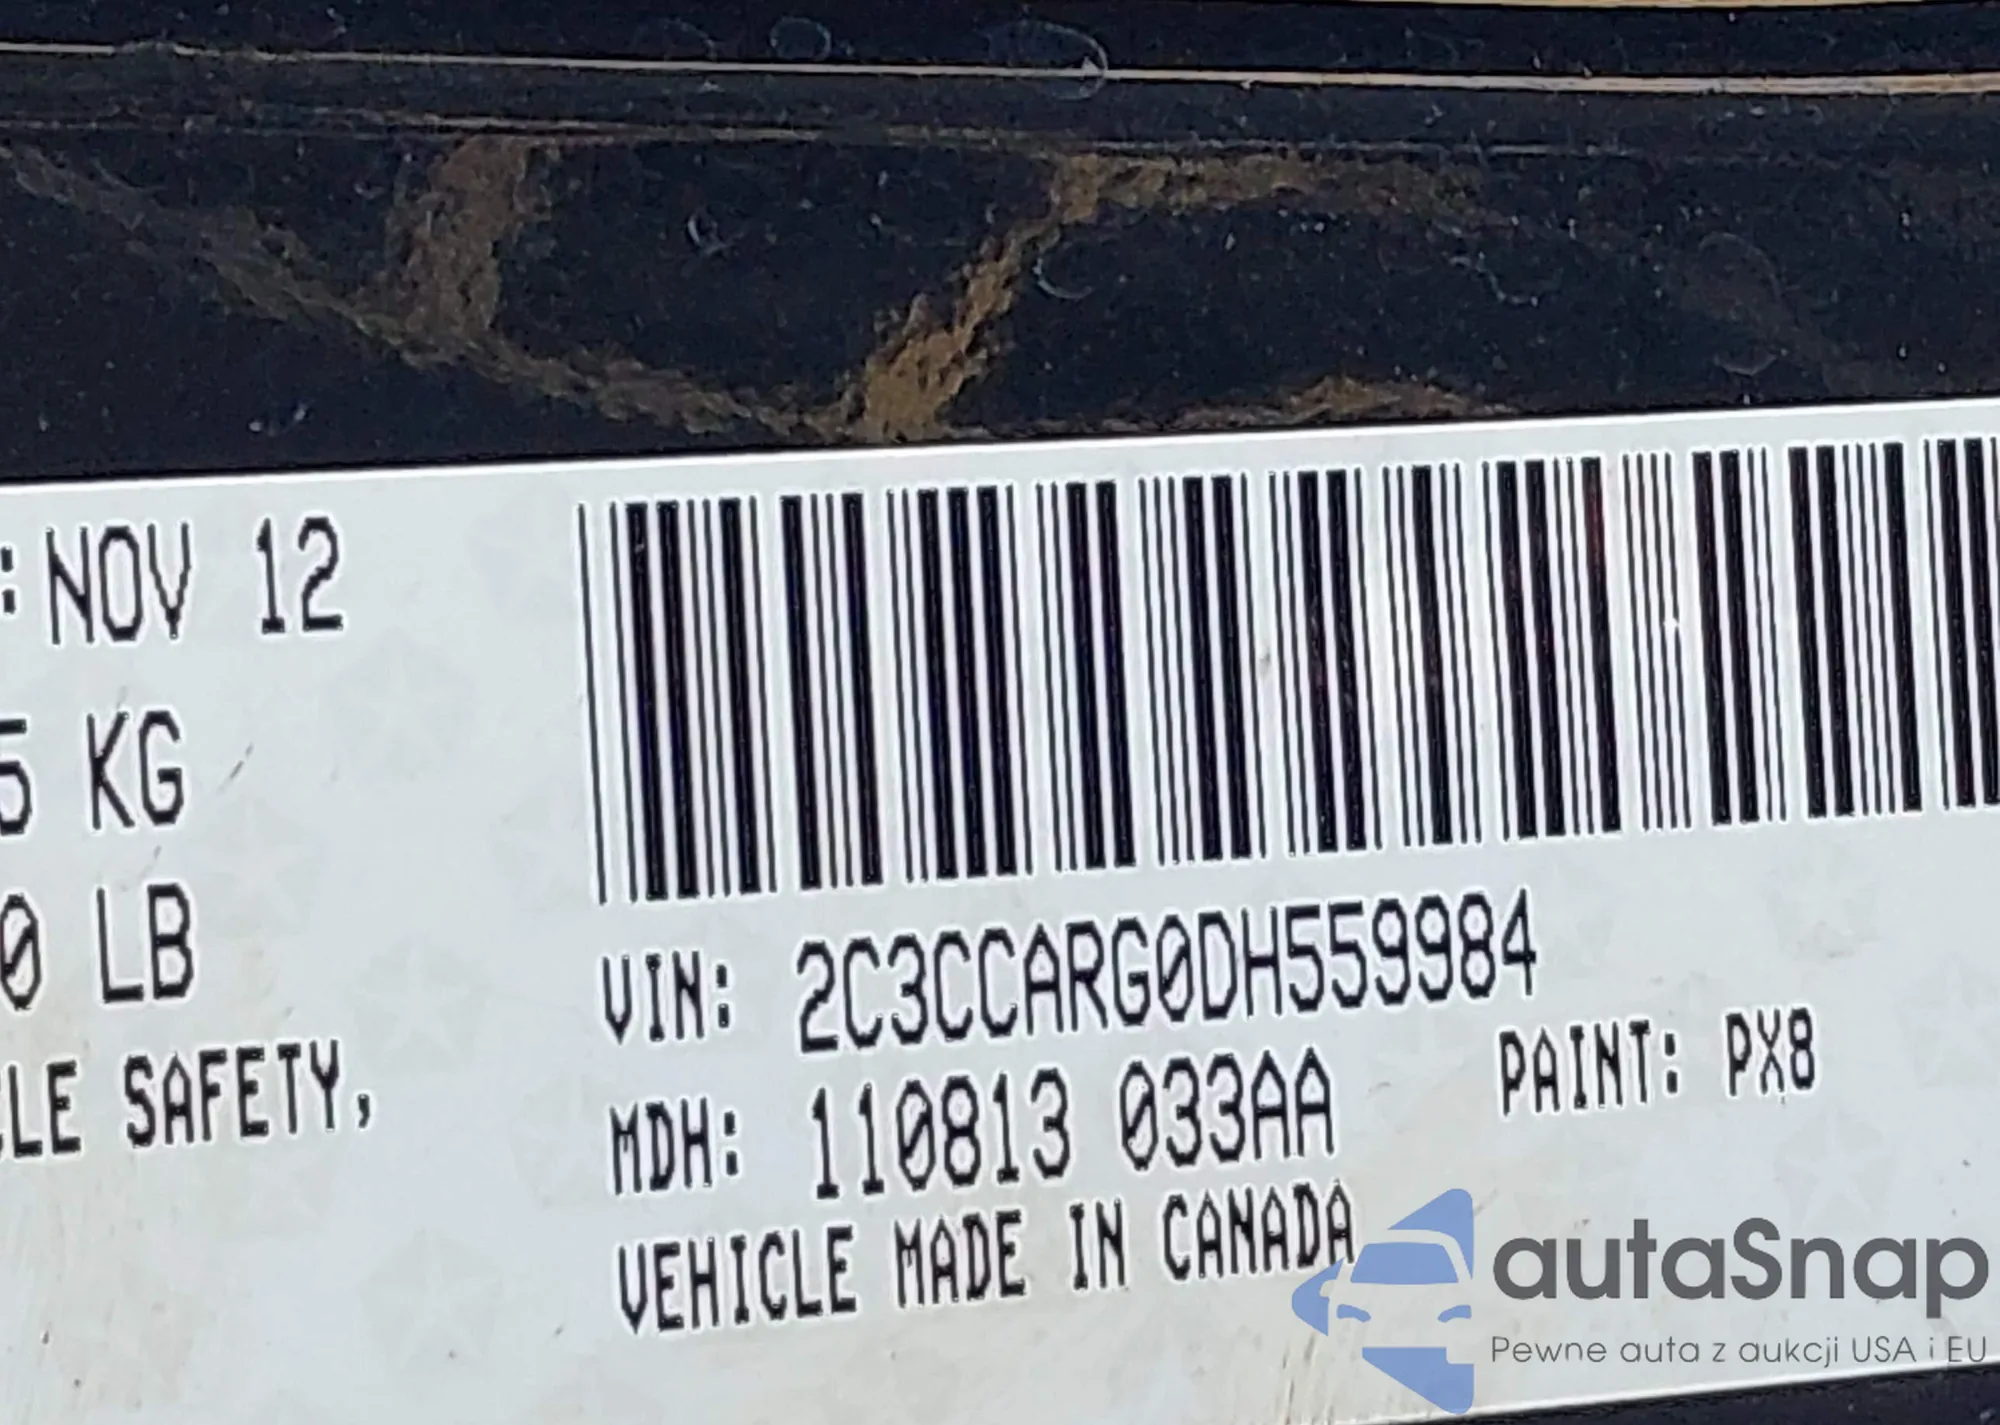 : NOV 12
5 KG
0 LB
LE SAFETY,
VIN: 2C3CCARG0DH559984
MDH: 110813 033AA
PAINT: PX8
VEHICLE MADE IN CANADA
autaSnap
Pewne auta z aukcji USA i EU